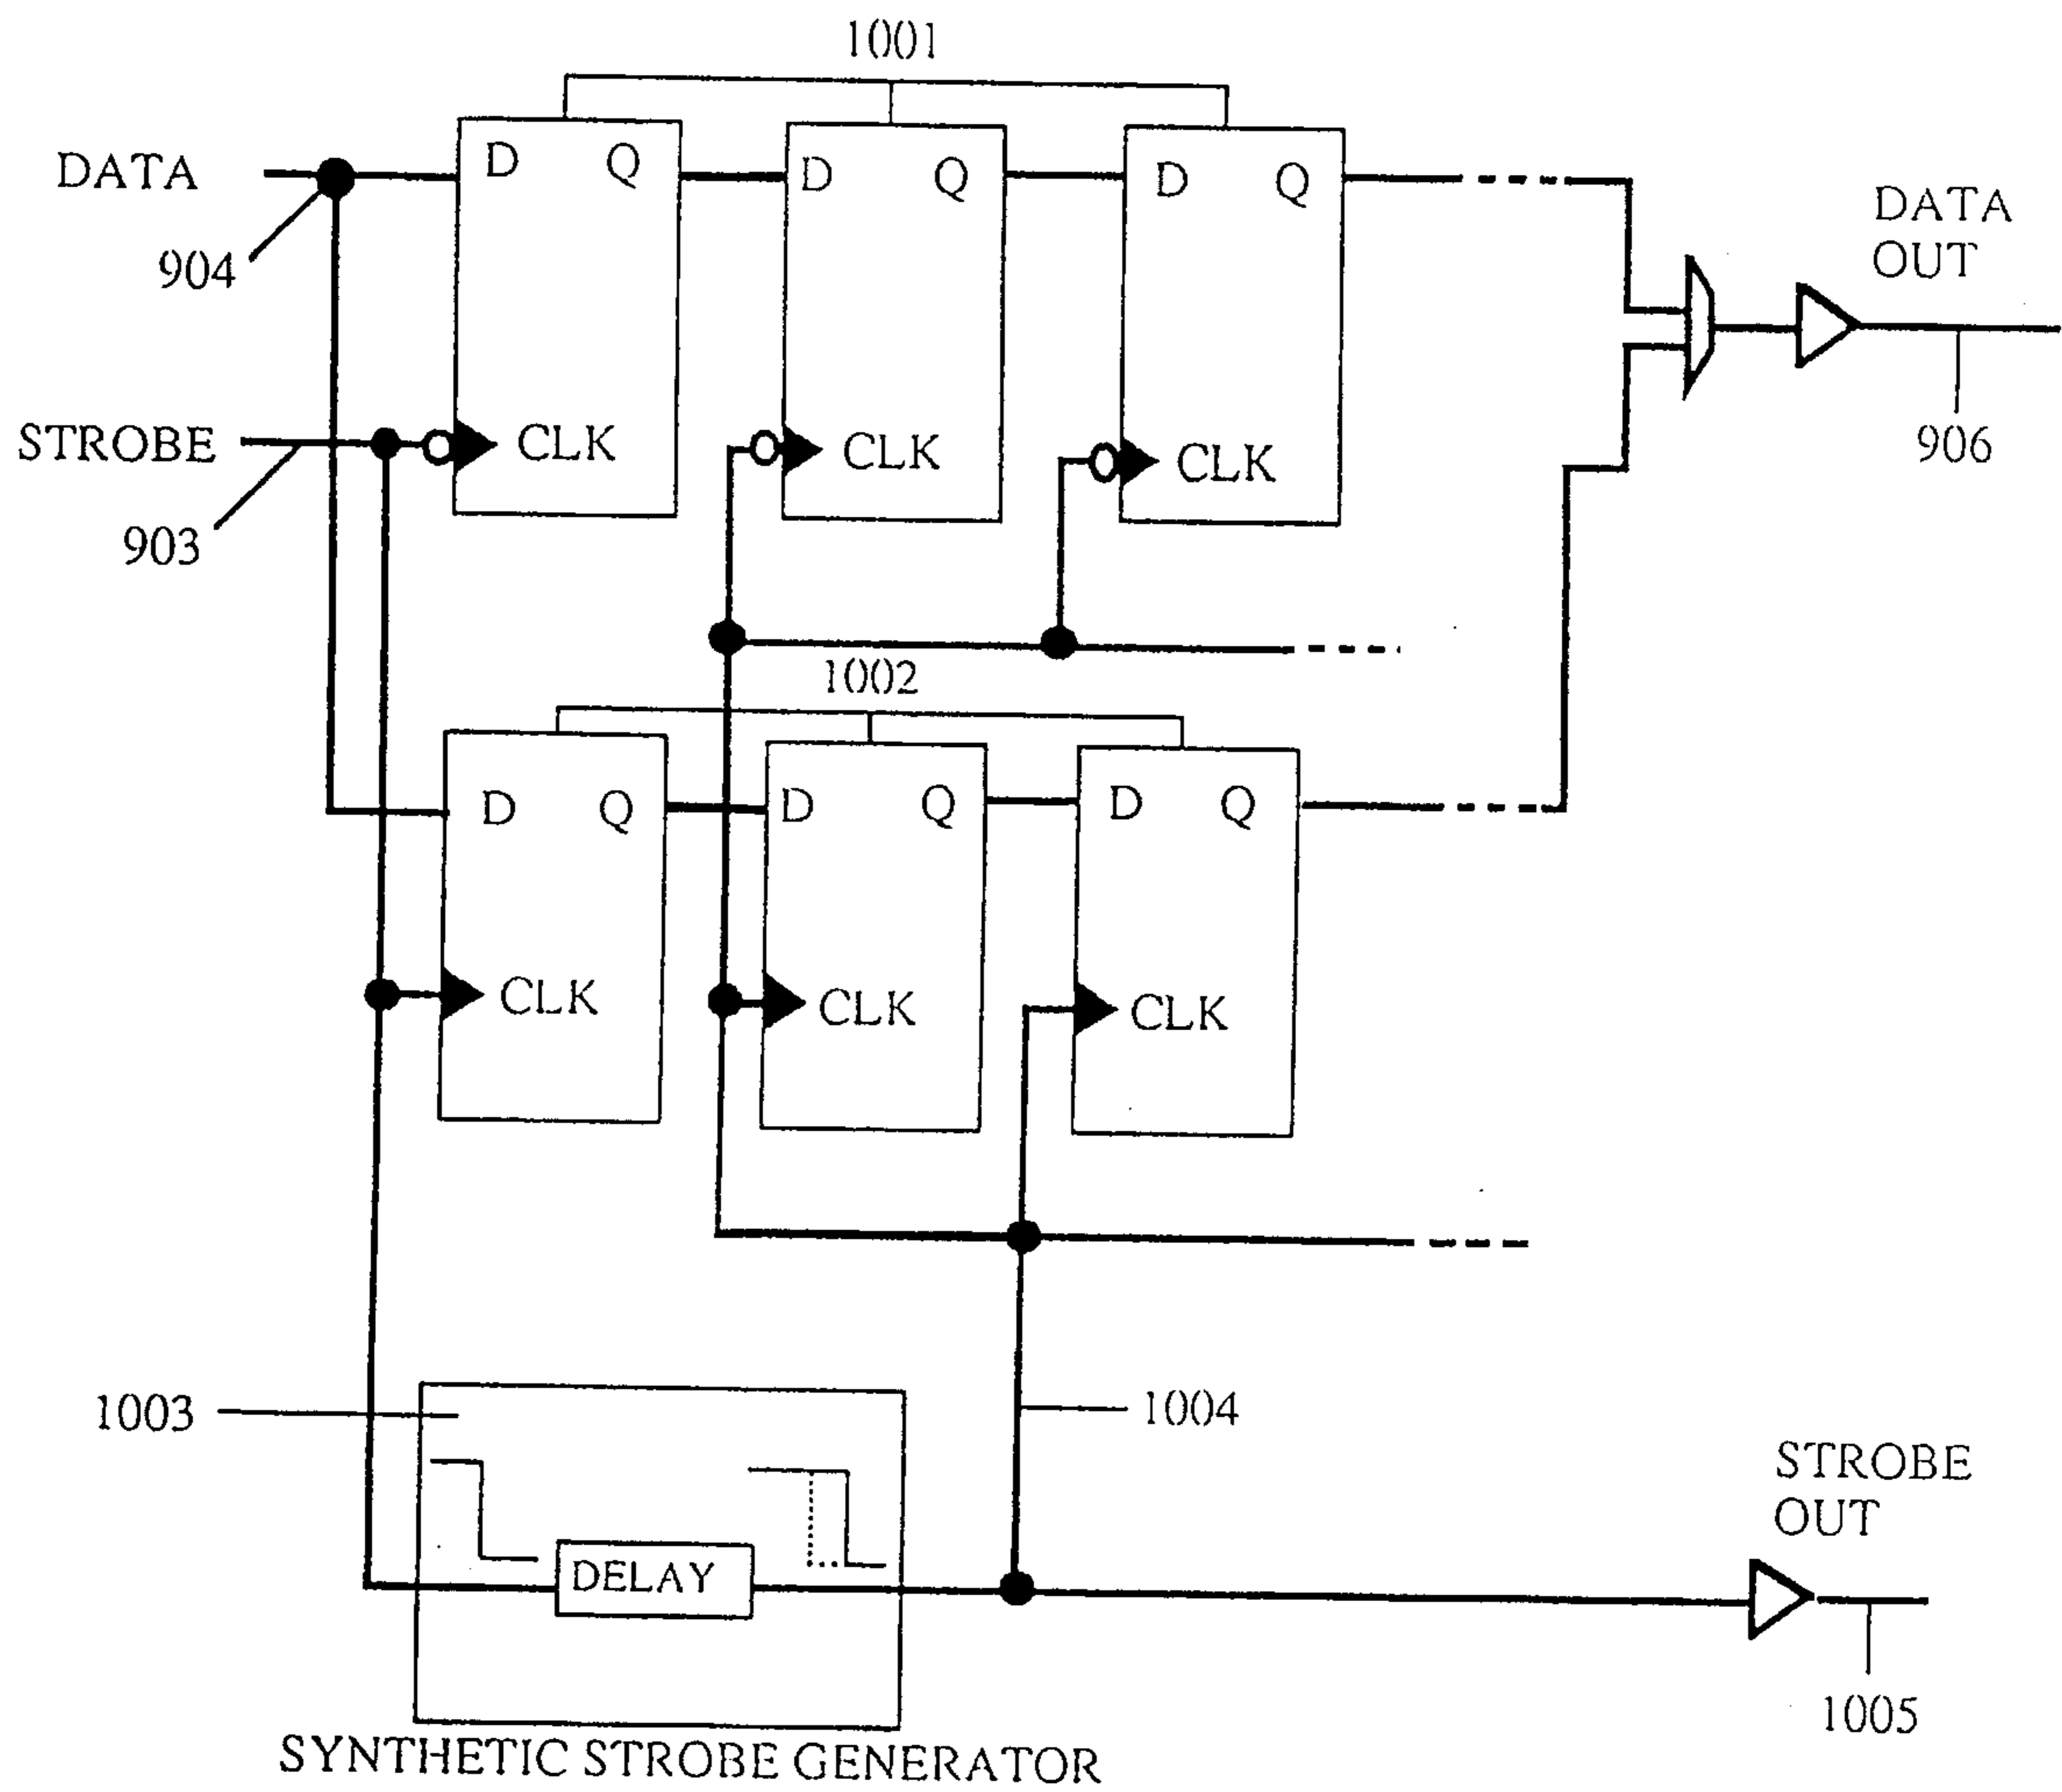 1001
DATA
D Q
D Q
D Q
DATA
OUT
904
STROBE
CLK
CLK
CLK
906
903
1002
D Q
D Q
D Q
CLK
CLK
CLK
1003
1004
STROBE
OUT
DELAY
1005
SYNTHETIC STROBE GENERATOR